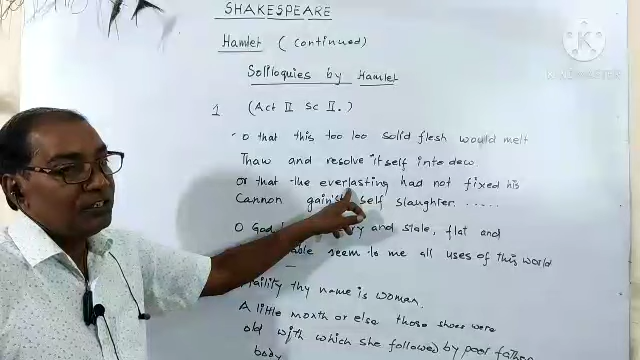 SHAKESPEARE
Hamlet (continued)
Soliloquies by Hamlet
1 (Act II Sc II.)
O that this too loo solid flesh would melt
Thaw and resolve itself into dew
or that the everlasting had not fixed his
Cannon gainst self slaughter .....
O God and stale, flat and
seem to me all uses of this world
thy name is woman.
A little month or else those shoes were
old with which she followed by poor father
body
KINEMASTER